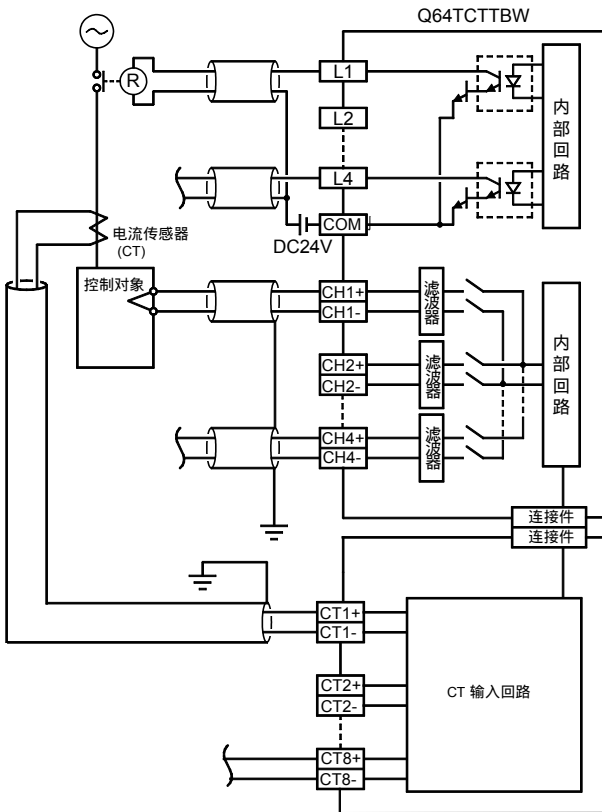 Q64TCTTBW
R
L1
L2
L4
COM
DC24V
内部回路
电流传感器
(CT)
控制对象
CH1+
CH1-
滤波器
CH2+
CH2-
滤波器
内部回路
CH4+
CH4-
滤波器
连接件
连接件
CT1+
CT1-
CT2+
CT2-
CT 输入回路
CT8+
CT8-